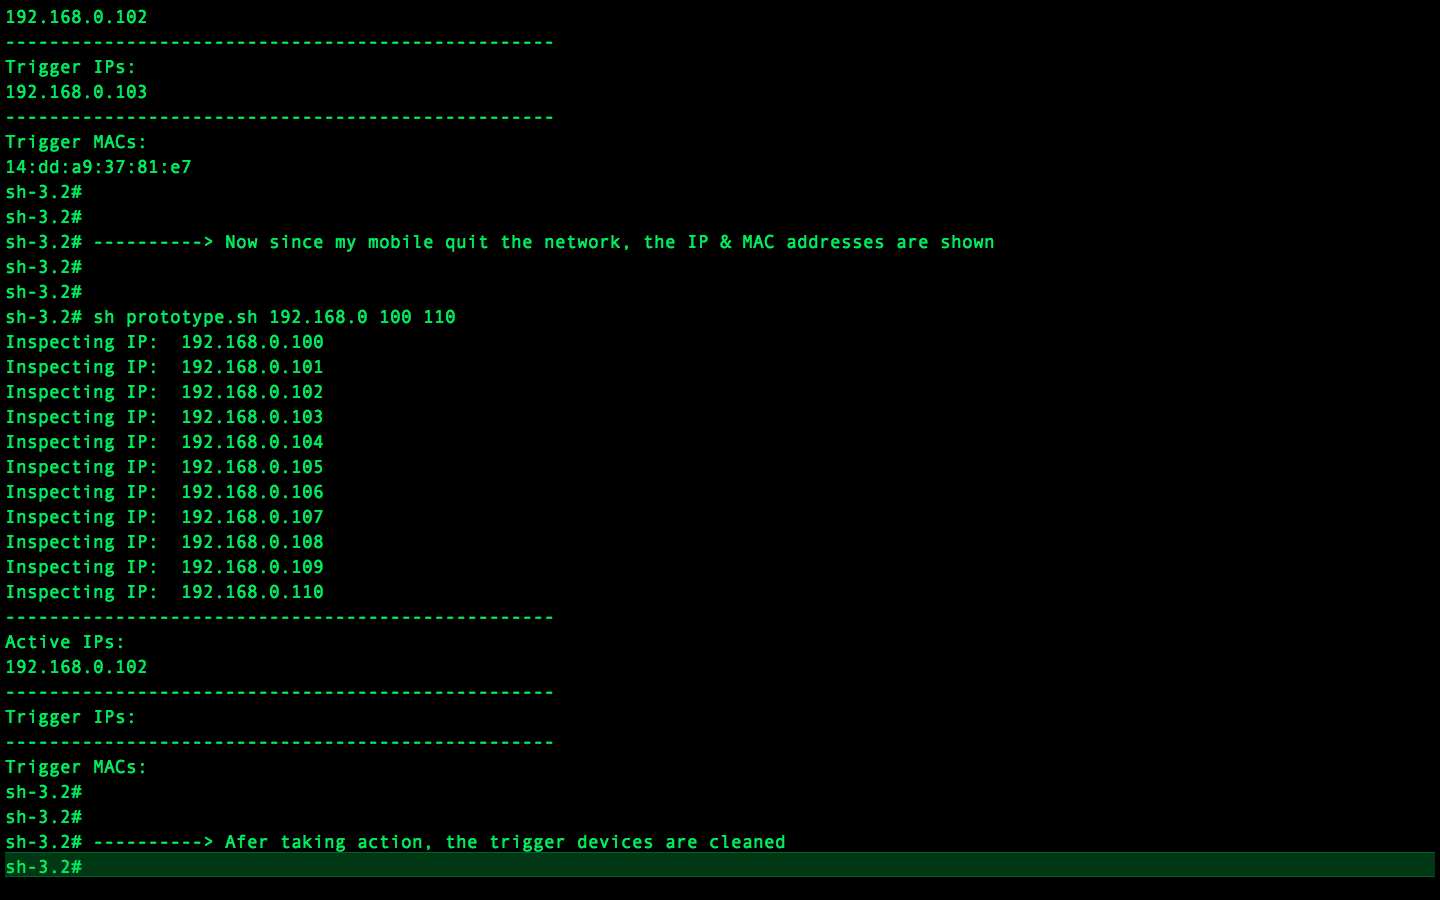 192.168.0.102
--------------------------------------------------
Trigger IPs:
192.168.0.103
--------------------------------------------------
Trigger MACs:
14:dd:a9:37:81:e7
sh-3.2#
sh-3.2#
sh-3.2# ----------> Now since my mobile quit the network, the IP & MAC addresses are shown
sh-3.2#
sh-3.2#
sh-3.2# sh prototype.sh 192.168.0 100 110
Inspecting IP:  192.168.0.100
Inspecting IP:  192.168.0.101
Inspecting IP:  192.168.0.102
Inspecting IP:  192.168.0.103
Inspecting IP:  192.168.0.104
Inspecting IP:  192.168.0.105
Inspecting IP:  192.168.0.106
Inspecting IP:  192.168.0.107
Inspecting IP:  192.168.0.108
Inspecting IP:  192.168.0.109
Inspecting IP:  192.168.0.110
--------------------------------------------------
Active IPs:
192.168.0.102
--------------------------------------------------
Trigger IPs:
--------------------------------------------------
Trigger MACs:
sh-3.2#
sh-3.2#
sh-3.2# ----------> Afer taking action, the trigger devices are cleaned
sh-3.2#